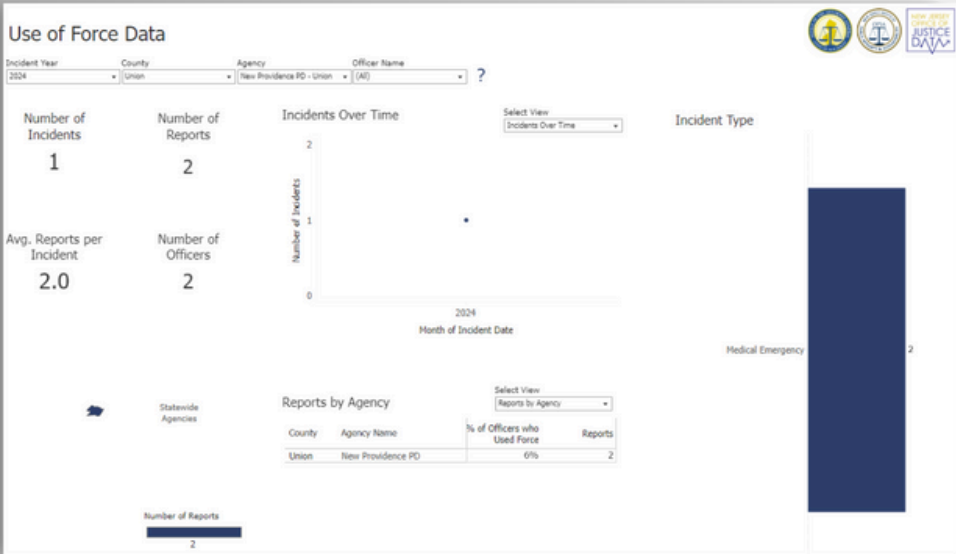 Use of Force Data
NEW JERSEY
OFFICE OF
JUSTICE
DATA
Incident Year
County
Agency
Officer Name
2024
Union
New Providence PD - Union
(All)
?
Number of
Incidents
1
Number of
Reports
2
Avg. Reports per
Incident
2.0
Number of
Officers
2
Incidents Over Time
Select View
Incidents Over Time
Number of Incidents
2
1
0
2024
Month of Incident Date
Incident Type
Medical Emergency
2
Statewide
Agencies
Number of Reports
2
Reports by Agency
Select View
Reports by Agency
County
Agency Name
% of Officers who
Used Force
Reports
Union
New Providence PD
6%
2